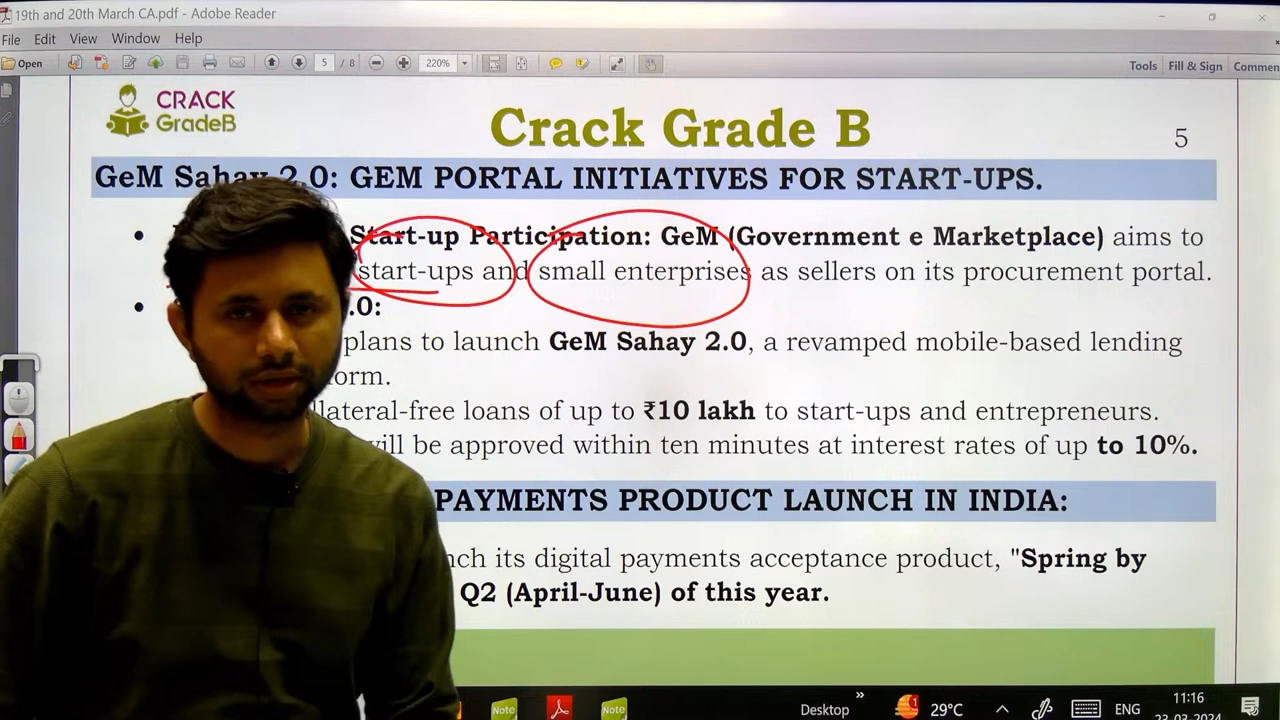 19th and 20th March CA.pdf - Adobe Reader
File Edit View Window Help
Open 5 / 8 220% Tools Fill & Sign Commen
CRACK
GradeB
Crack Grade B
5
GeM Sahay 2.0: GEM PORTAL INITIATIVES FOR START-UPS.
Start-up Participation: GeM (Government e Marketplace) aims to
start-ups and small enterprises as sellers on its procurement portal.
.0:
plans to launch GeM Sahay 2.0, a revamped mobile-based lending
orm.
llateral-free loans of up to ₹10 lakh to start-ups and entrepreneurs.
will be approved within ten minutes at interest rates of up to 10%.
PAYMENTS PRODUCT LAUNCH IN INDIA:
nch its digital payments acceptance product, "Spring by
Q2 (April-June) of this year.
Note Note Desktop » 1 29°C ENG 11:16